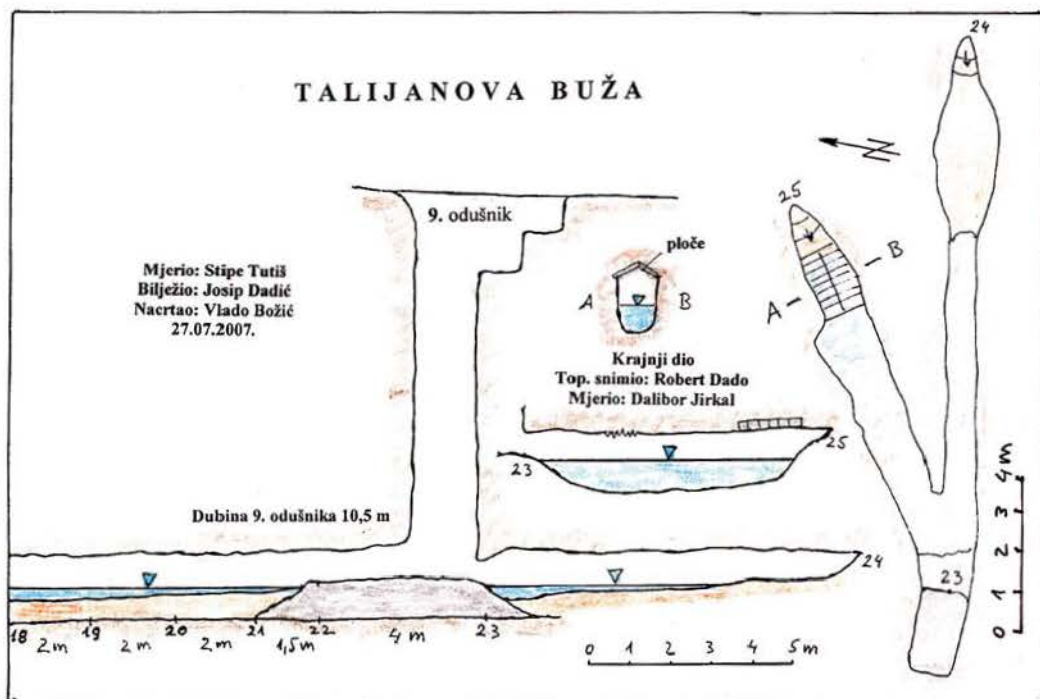 TALIJANOVA BUŽA
24
25
9. odušnik
ploče
B
Mjerio: Stipe Tutiš
Bilježio: Josip Dadić
Nacrtao: Vlado Božić
27.07.2007.
A B
A
Krajnji dio
Top. snimio: Robert Dado
Mjerio: Dalibor Jirkal
25
23
4 m
3
2
1
0
Dubina 9. odušnika 10,5 m
24
23
18 19 20 21 22 23
2 m 2 m 2 m 1,5 m 4 m
0 1 2 3 4 5 m